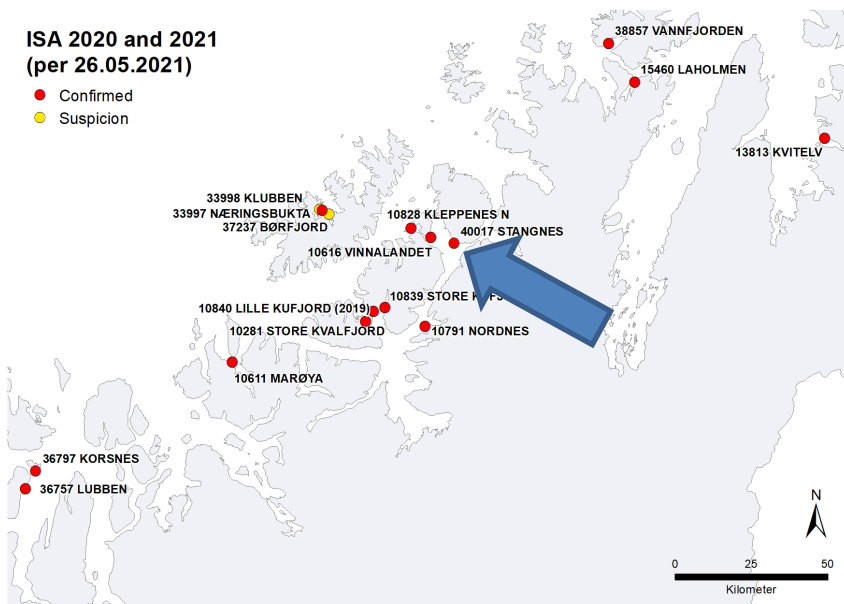 ISA 2020 and 2021
(per 26.05.2021)
Confirmed
Suspicion
38857 VANNFJORDEN
15460 LAHOLMEN
13813 KVITELV
33998 KLUBBEN
33997 NÆRINGSBUKTA
37237 BØRFJORD
10828 KLEPPENES N
40017 STANGNES
10616 VINNALANDET
10839 STORE
10840 LILLE KUFJORD (2019)
10281 STORE KVALFJORD
10791 NORDNES
10611 MARØYA
36797 KORSNES
36757 LUBBEN
N
0 25 50
Kilometer